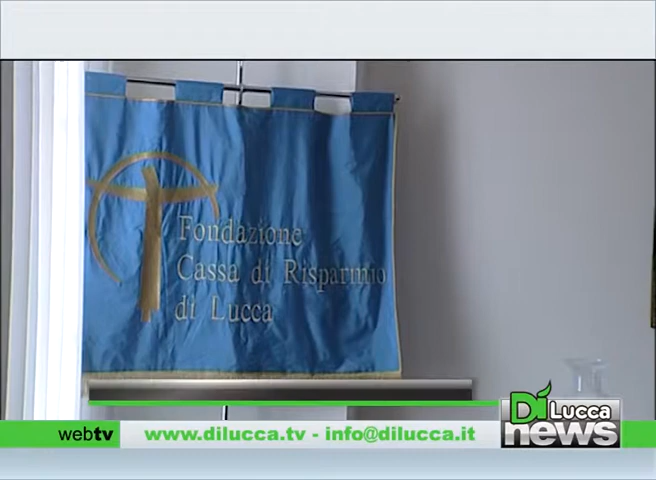 Fondazione
Cassa di Risparmio
di Lucca
webtv
www.dilucca.tv - info@dilucca.it
Di Lucca
news